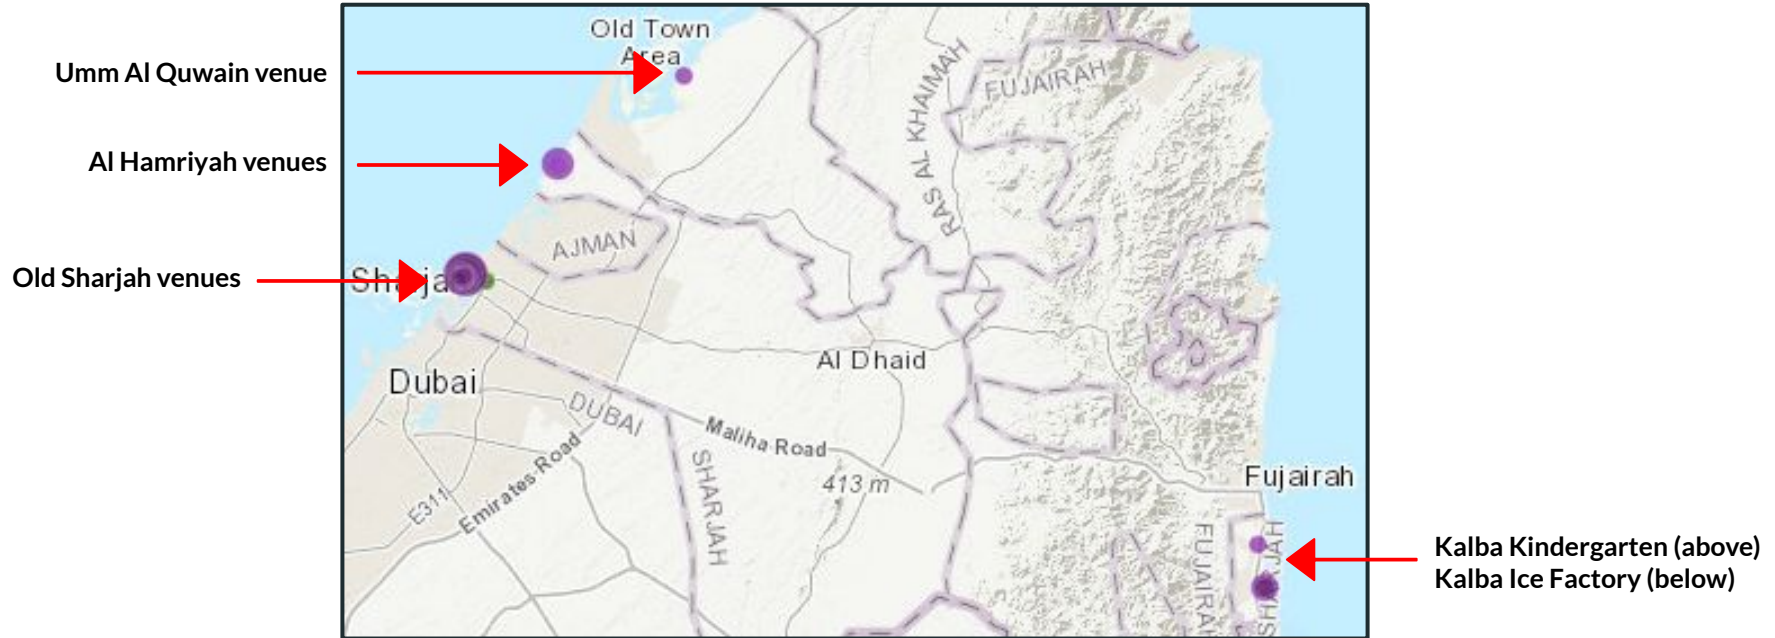 Old Town
Area
Umm Al Quwain venue
RAS AL KHAIMAH
FUJAIRAH
Al Hamriyah venues
AJMAN
Old Sharjah venues
Sharja
Al Dhaid
Dubai
DUBAI
Maliha Road
Emirates Road
E311
SHARJAH
413 m
Fujairah
FUJAIRAH
SHARJAH
Kalba Kindergarten (above)
Kalba Ice Factory (below)